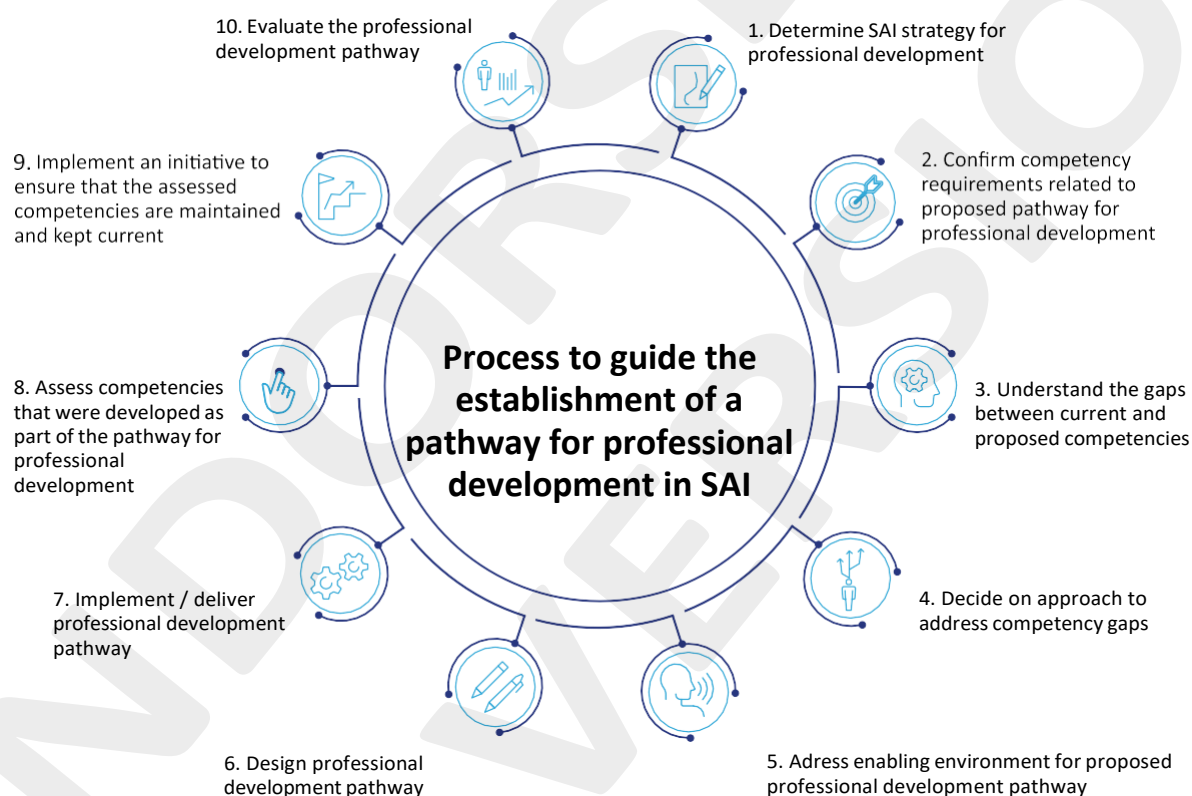 10. Evaluate the professional
development pathway
1. Determine SAI strategy for
professional development
9. Implement an initiative to
ensure that the assessed
competencies are maintained
and kept current
2. Confirm competency
requirements related to
proposed pathway for
professional development
Process to guide the
establishment of a
pathway for professional
development in SAI
8. Assess competencies
that were developed as
part of the pathway for
professional
development
3. Understand the gaps
between current and
proposed competencies
7. Implement / deliver
professional development
pathway
4. Decide on approach to
address competency gaps
6. Design professional
development pathway
5. Adress enabling environment for proposed
professional development pathway
NDORSE
VERSIO